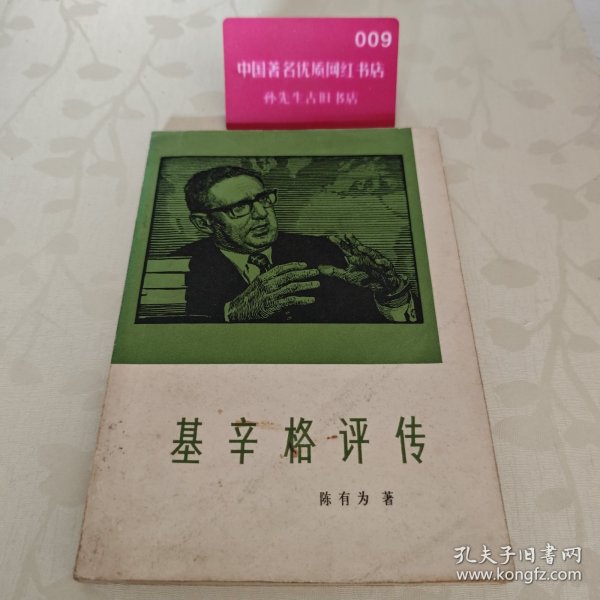 009
中国著名优质网红书店
孙先生古旧书店
基辛格评传
陈有为 著
孔夫子旧书网
www.kongfz.com